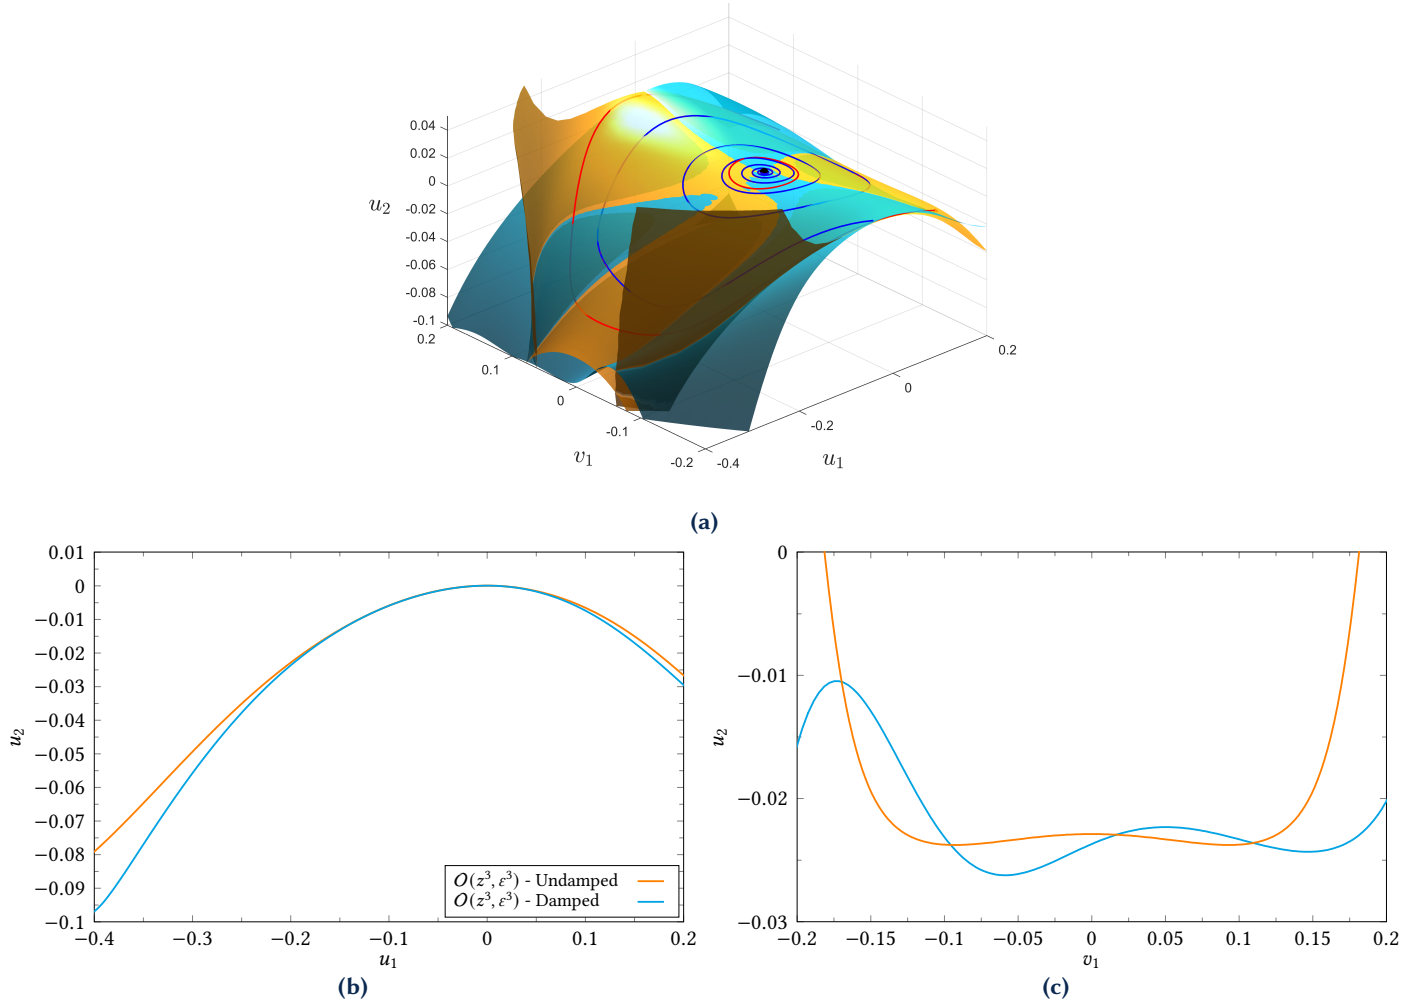 0.04
0.02
0
-0.02
-0.04
-0.06
-0.08
-0.1
u2
0.2
0.1
0
-0.1
-0.2
v1
-0.4
-0.2
0
0.2
u1
(a)
0.01
0
−0.01
−0.02
−0.03
−0.04
−0.05
−0.06
−0.07
−0.08
−0.09
−0.1
u2
−0.4 −0.3 −0.2 −0.1 0 0.1 0.2
u1
O(z³, ε³) - Undamped
O(z³, ε³) - Damped
(b)
0
−0.01
−0.02
−0.03
u2
−0.2 −0.15 −0.1 −0.05 0 0.05 0.1 0.15 0.2
v1
(c)